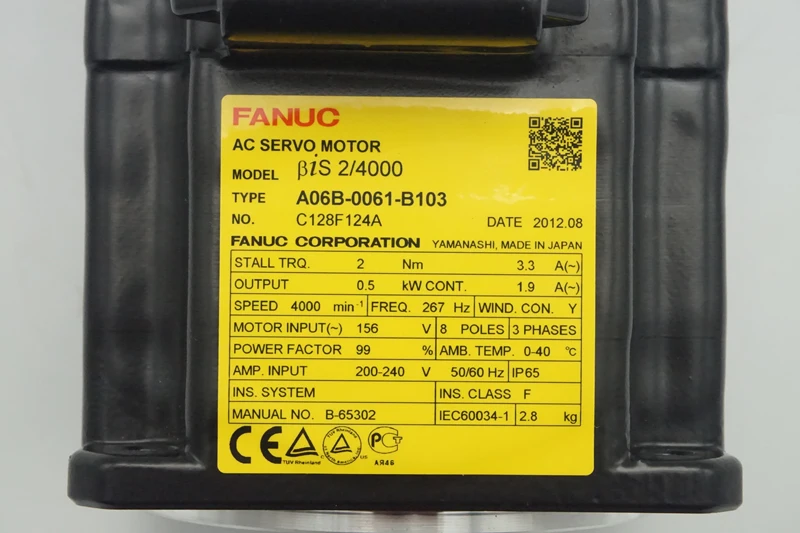 FANUC
AC SERVO MOTOR
MODEL βiS 2/4000
TYPE A06B-0061-B103
NO. C128F124A DATE 2012.08
FANUC CORPORATION YAMANASHI, MADE IN JAPAN
STALL TRQ. 2 Nm 3.3 A(~)
OUTPUT 0.5 kW CONT. 1.9 A(~)
SPEED 4000 min⁻¹ FREQ. 267 Hz WIND. CON. Y
MOTOR INPUT(~) 156 V 8 POLES 3 PHASES
POWER FACTOR 99 % AMB. TEMP. 0-40 ℃
AMP. INPUT 200-240 V 50/60 Hz IP65
INS. SYSTEM INS. CLASS F
MANUAL NO. B-65302 IEC60034-1 2.8 kg
CE TÜV Rheinland
AЯ46